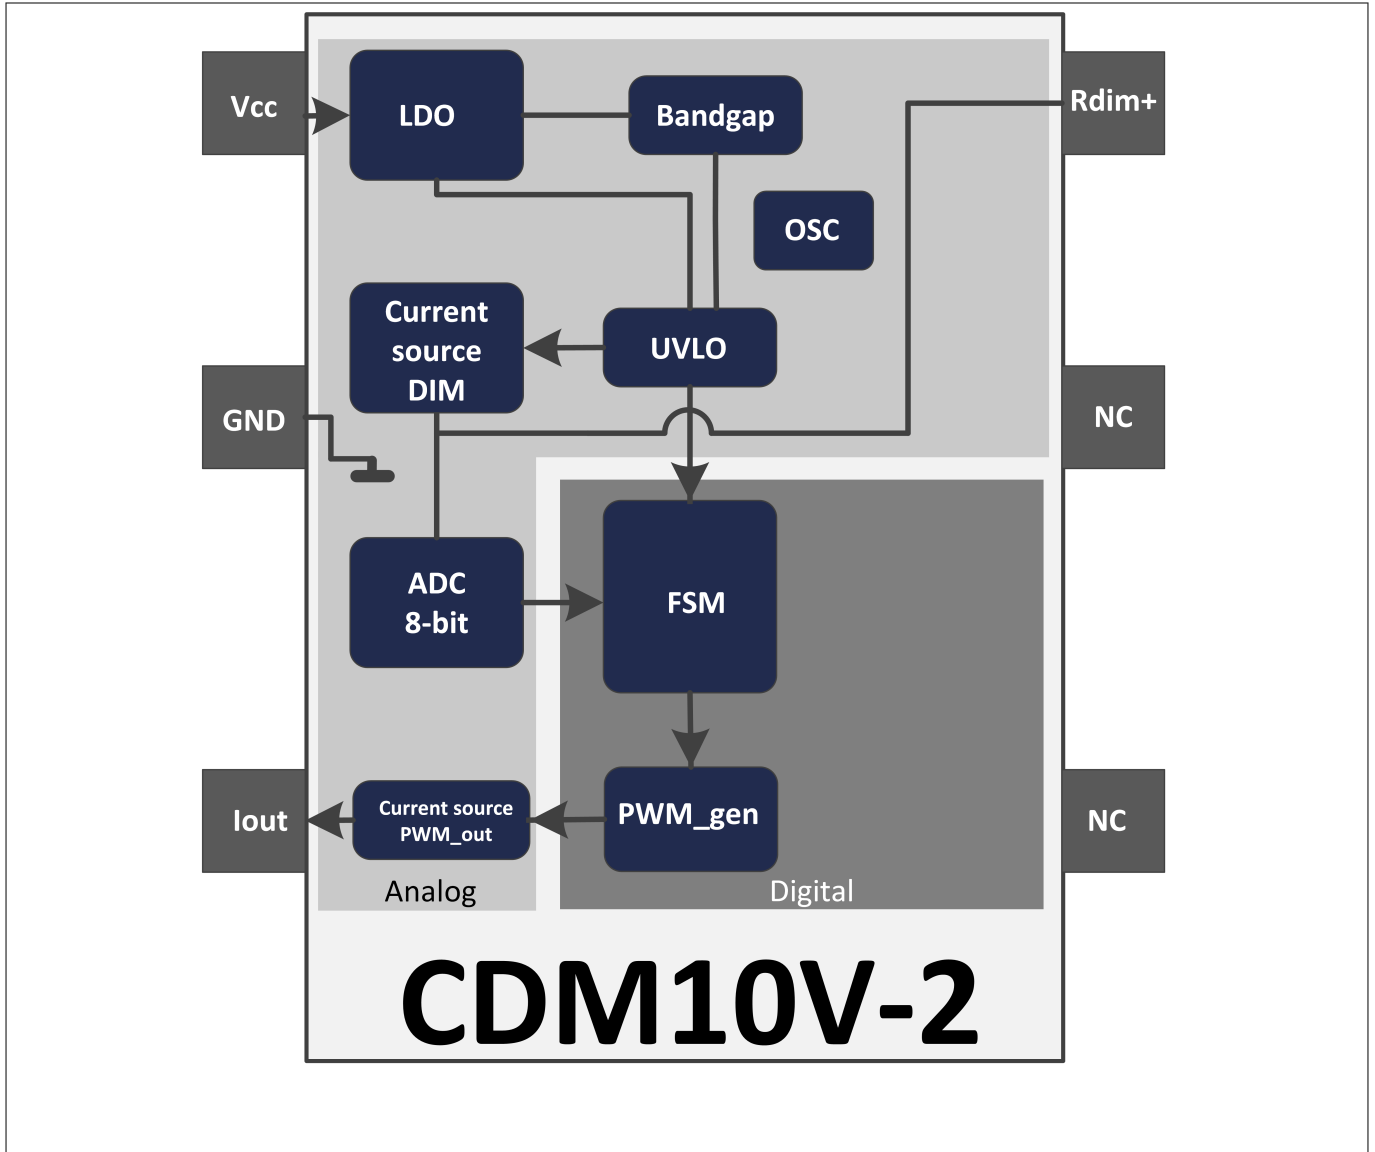 Vcc
LDO
Bandgap
Rdim+
OSC
Current
source
DIM
UVLO
GND
NC
ADC
8-bit
FSM
Iout
Current source
PWM_out
PWM_gen
NC
Analog
Digital
CDM10V-2